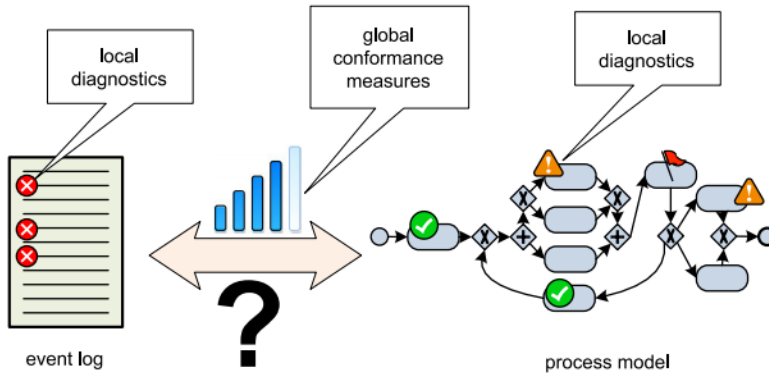 local
diagnostics
global
conformance
measures
local
diagnostics
?
event log
process model